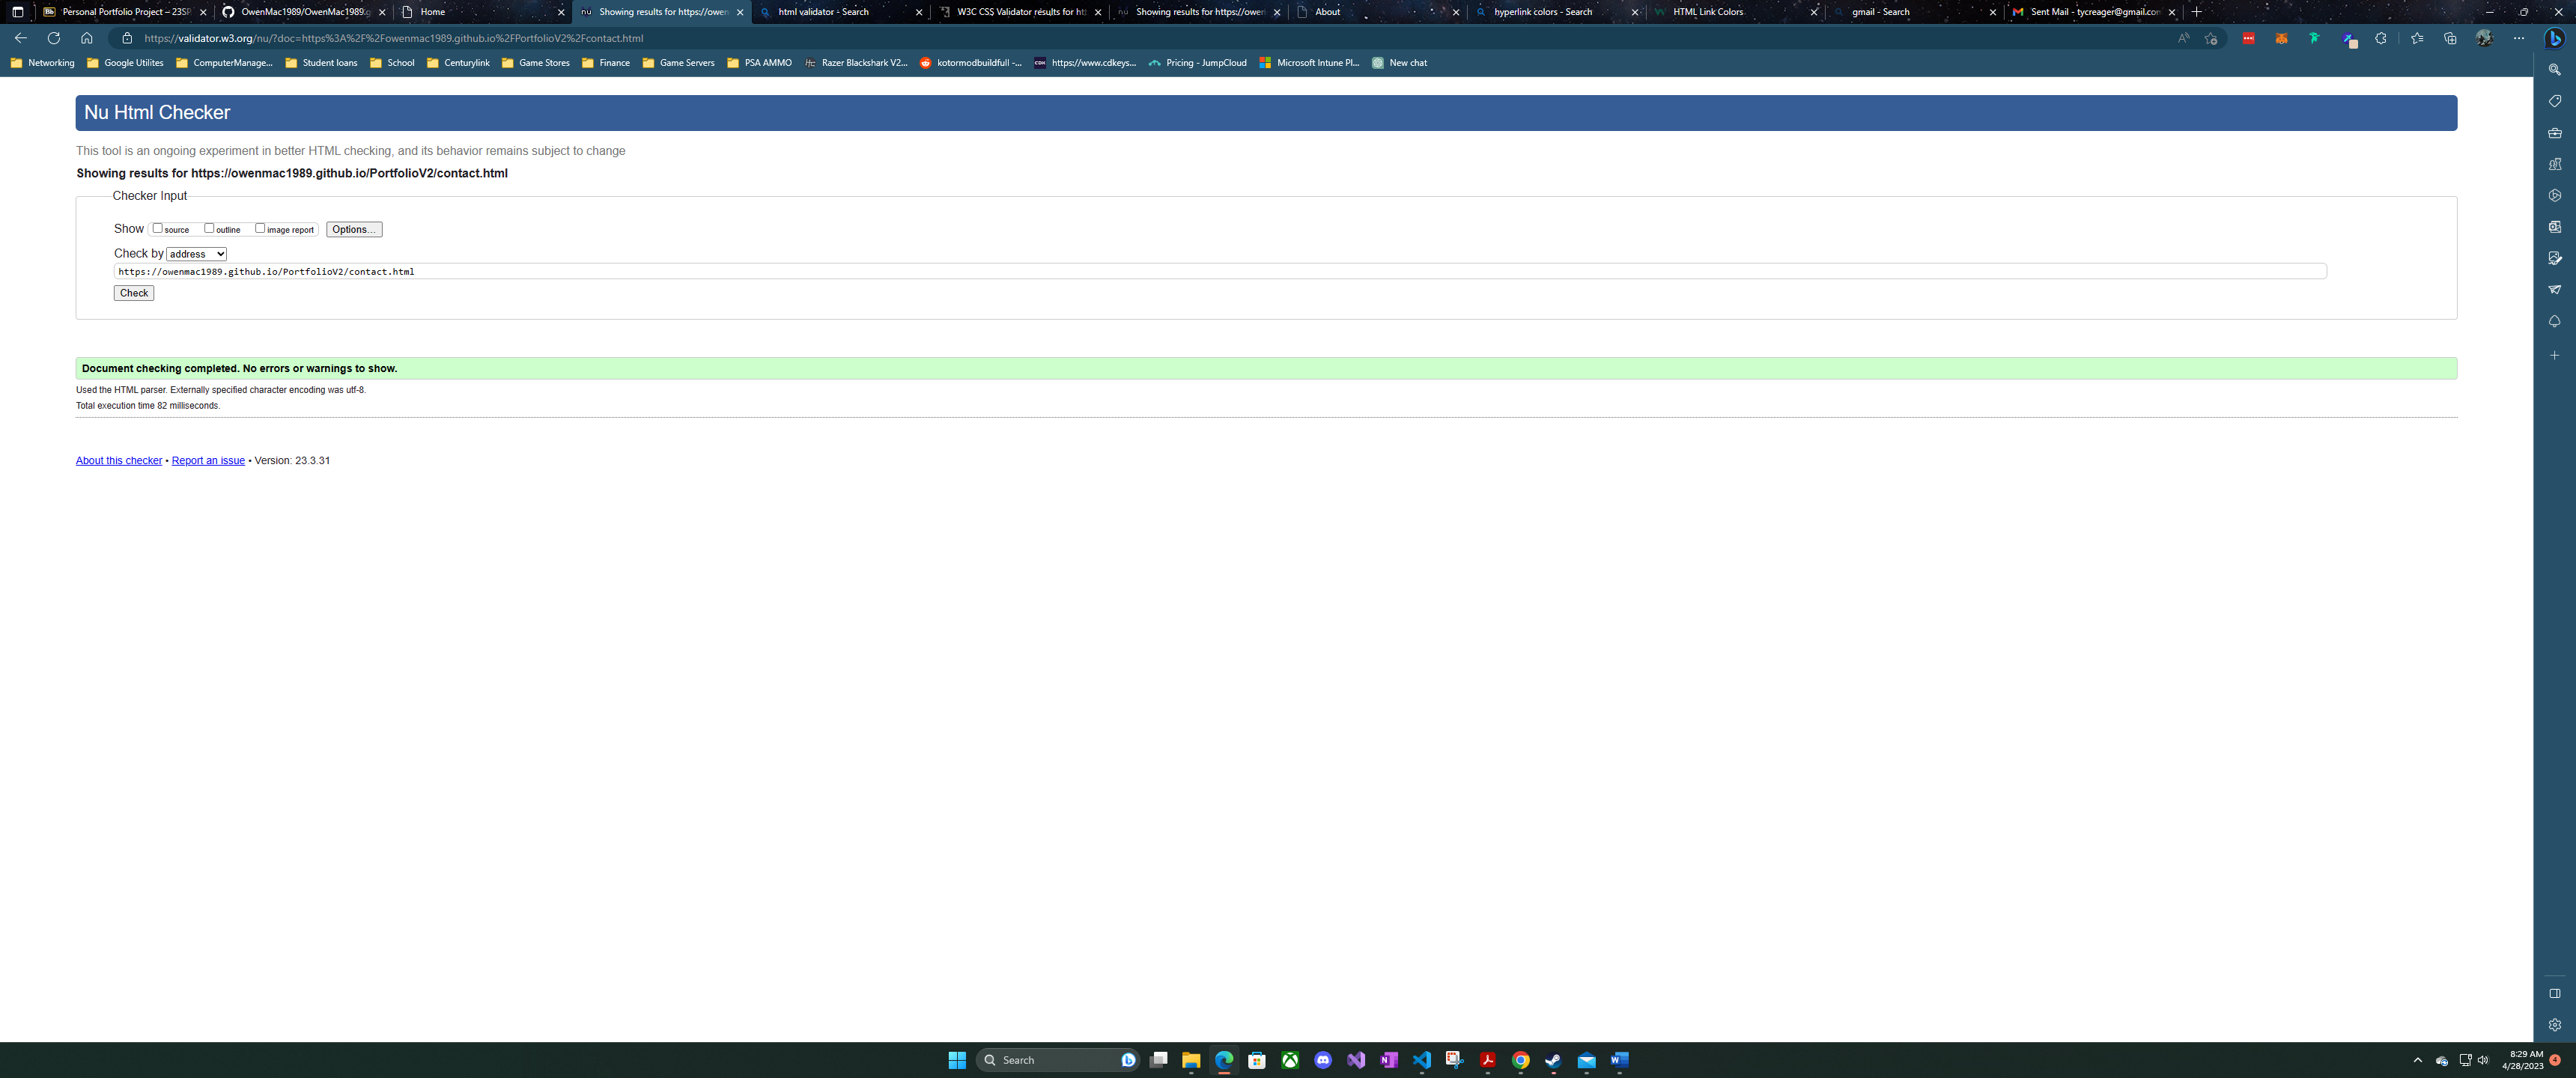 Personal Portfolio Project – 23SP
OwenMac1989/OwenMac1989.g
Home
Showing results for https://owen
html validator - Search
W3C CSS Validator results for htt
Showing results for https://owen
About
hyperlink colors - Search
HTML Link Colors
gmail - Search
Sent Mail - tycreager@gmail.com
https://validator.w3.org/nu/?doc=https%3A%2F%2Fowenmac1989.github.io%2FPortfolioV2%2Fcontact.html
Networking
Google Utilites
ComputerManage...
Student loans
School
Centurylink
Game Stores
Finance
Game Servers
PSA AMMO
Razer Blackshark V2...
kotormodbuildfull -...
https://www.cdkeys...
Pricing - JumpCloud
Microsoft Intune Pl...
New chat
Nu Html Checker
This tool is an ongoing experiment in better HTML checking, and its behavior remains subject to change
Showing results for https://owenmac1989.github.io/PortfolioV2/contact.html
Checker Input
Show source outline image report Options...
Check by address
https://owenmac1989.github.io/PortfolioV2/contact.html
Check
Document checking completed. No errors or warnings to show.
Used the HTML parser. Externally specified character encoding was utf-8.
Total execution time 82 milliseconds.
About this checker • Report an issue • Version: 23.3.31
Search
8:29 AM
4/28/2023
4